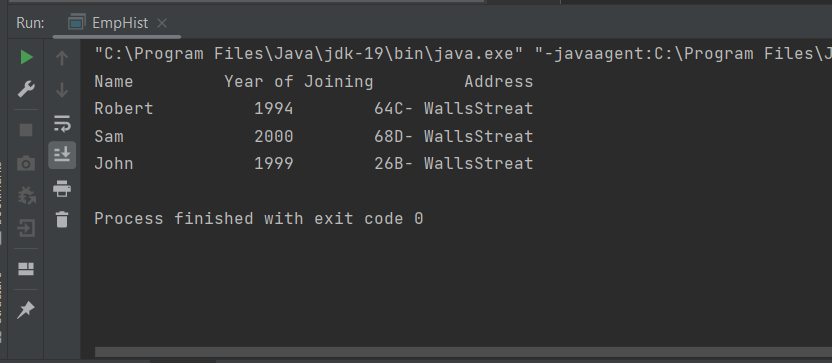 Run: EmpHist
"C:\Program Files\Java\jdk-19\bin\java.exe" "-javaagent:C:\Program Files\J
Name Year of Joining Address
Robert 1994 64C- WallsStreat
Sam 2000 68D- WallsStreat
John 1999 26B- WallsStreat
Process finished with exit code 0